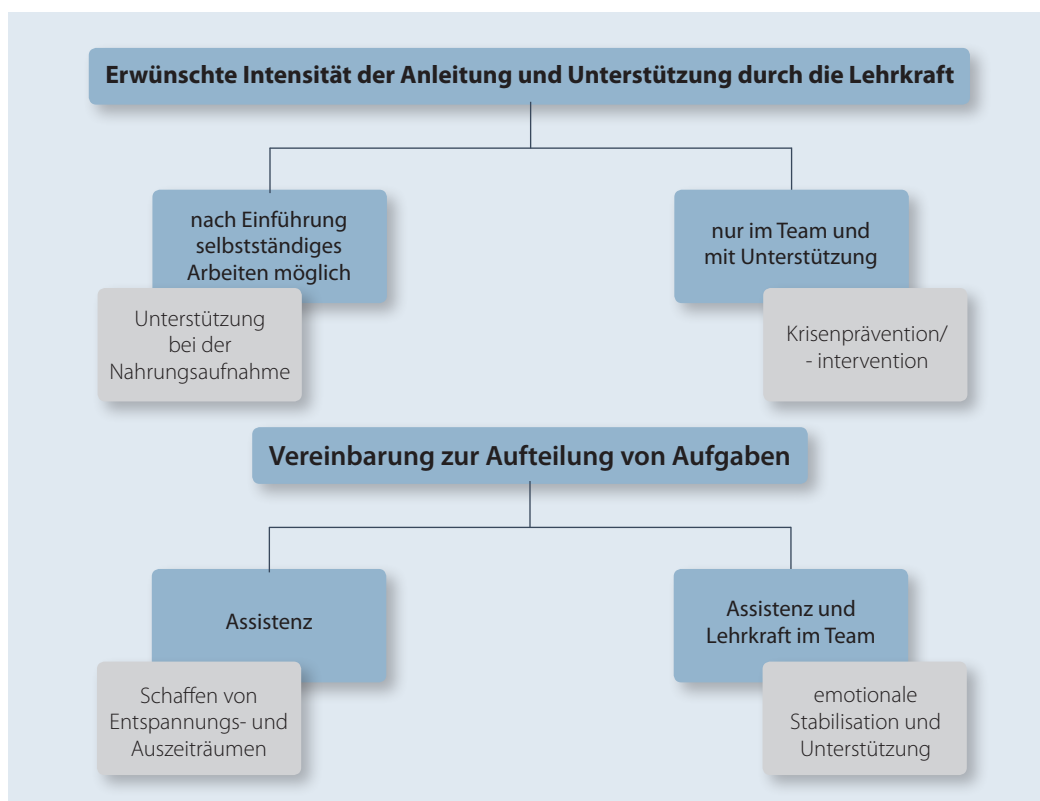 Erwünschte Intensität der Anleitung und Unterstützung durch die Lehrkraft
nach Einführung
selbstständiges
Arbeiten möglich
Unterstützung
bei der
Nahrungsaufnahme
nur im Team und
mit Unterstützung
Krisenprävention/
- intervention
Vereinbarung zur Aufteilung von Aufgaben
Assistenz
Schaffen von
Entspannungs- und
Auszeiträumen
Assistenz und
Lehrkraft im Team
emotionale
Stabilisation und
Unterstützung